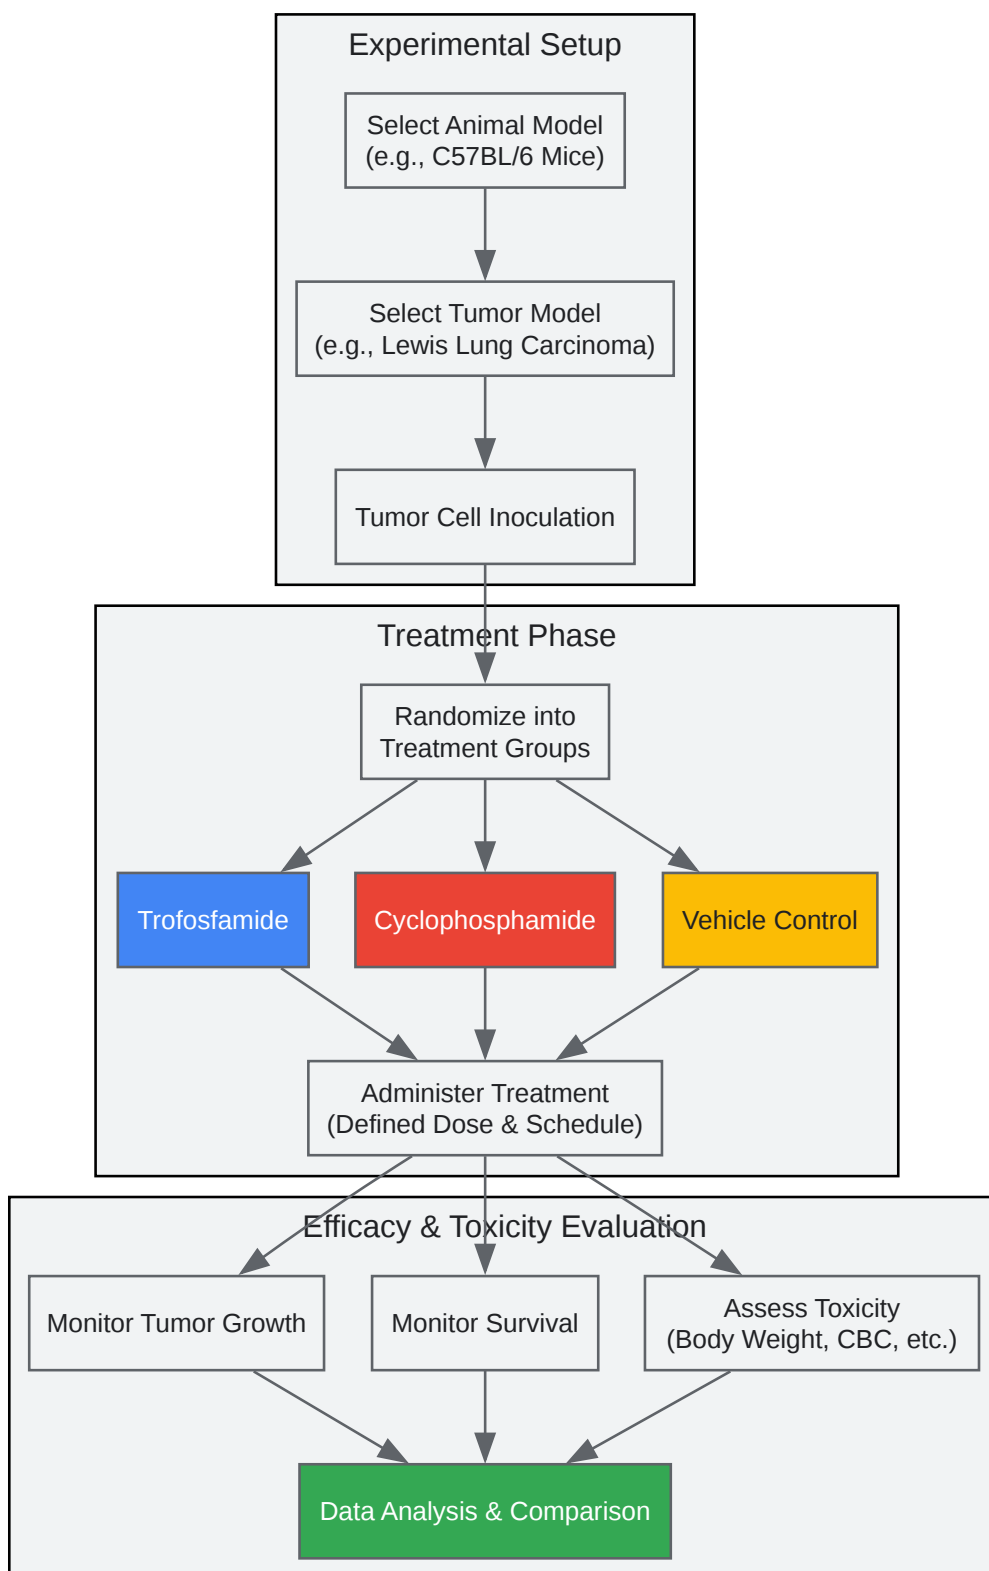 Experimental Setup
Select Animal Model
(e.g., C57BL/6 Mice)
Select Tumor Model
(e.g., Lewis Lung Carcinoma)
Tumor Cell Inoculation
Treatment Phase
Randomize into
Treatment Groups
Trofosfamide
Cyclophosphamide
Vehicle Control
Administer Treatment
(Defined Dose & Schedule)
Efficacy & Toxicity Evaluation
Monitor Tumor Growth
Monitor Survival
Assess Toxicity
(Body Weight, CBC, etc.)
Data Analysis & Comparison